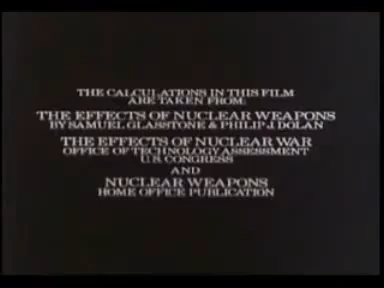 THE CALCULATIONS IN THIS FILM
ARE TAKEN FROM:
THE EFFECTS OF NUCLEAR WEAPONS
BY SAMUEL GLASSTONE & PHILIP J. DOLAN
THE EFFECTS OF NUCLEAR WAR
OFFICE OF TECHNOLOGY ASSESSMENT
U.S. CONGRESS
AND
NUCLEAR WEAPONS
HOME OFFICE PUBLICATION